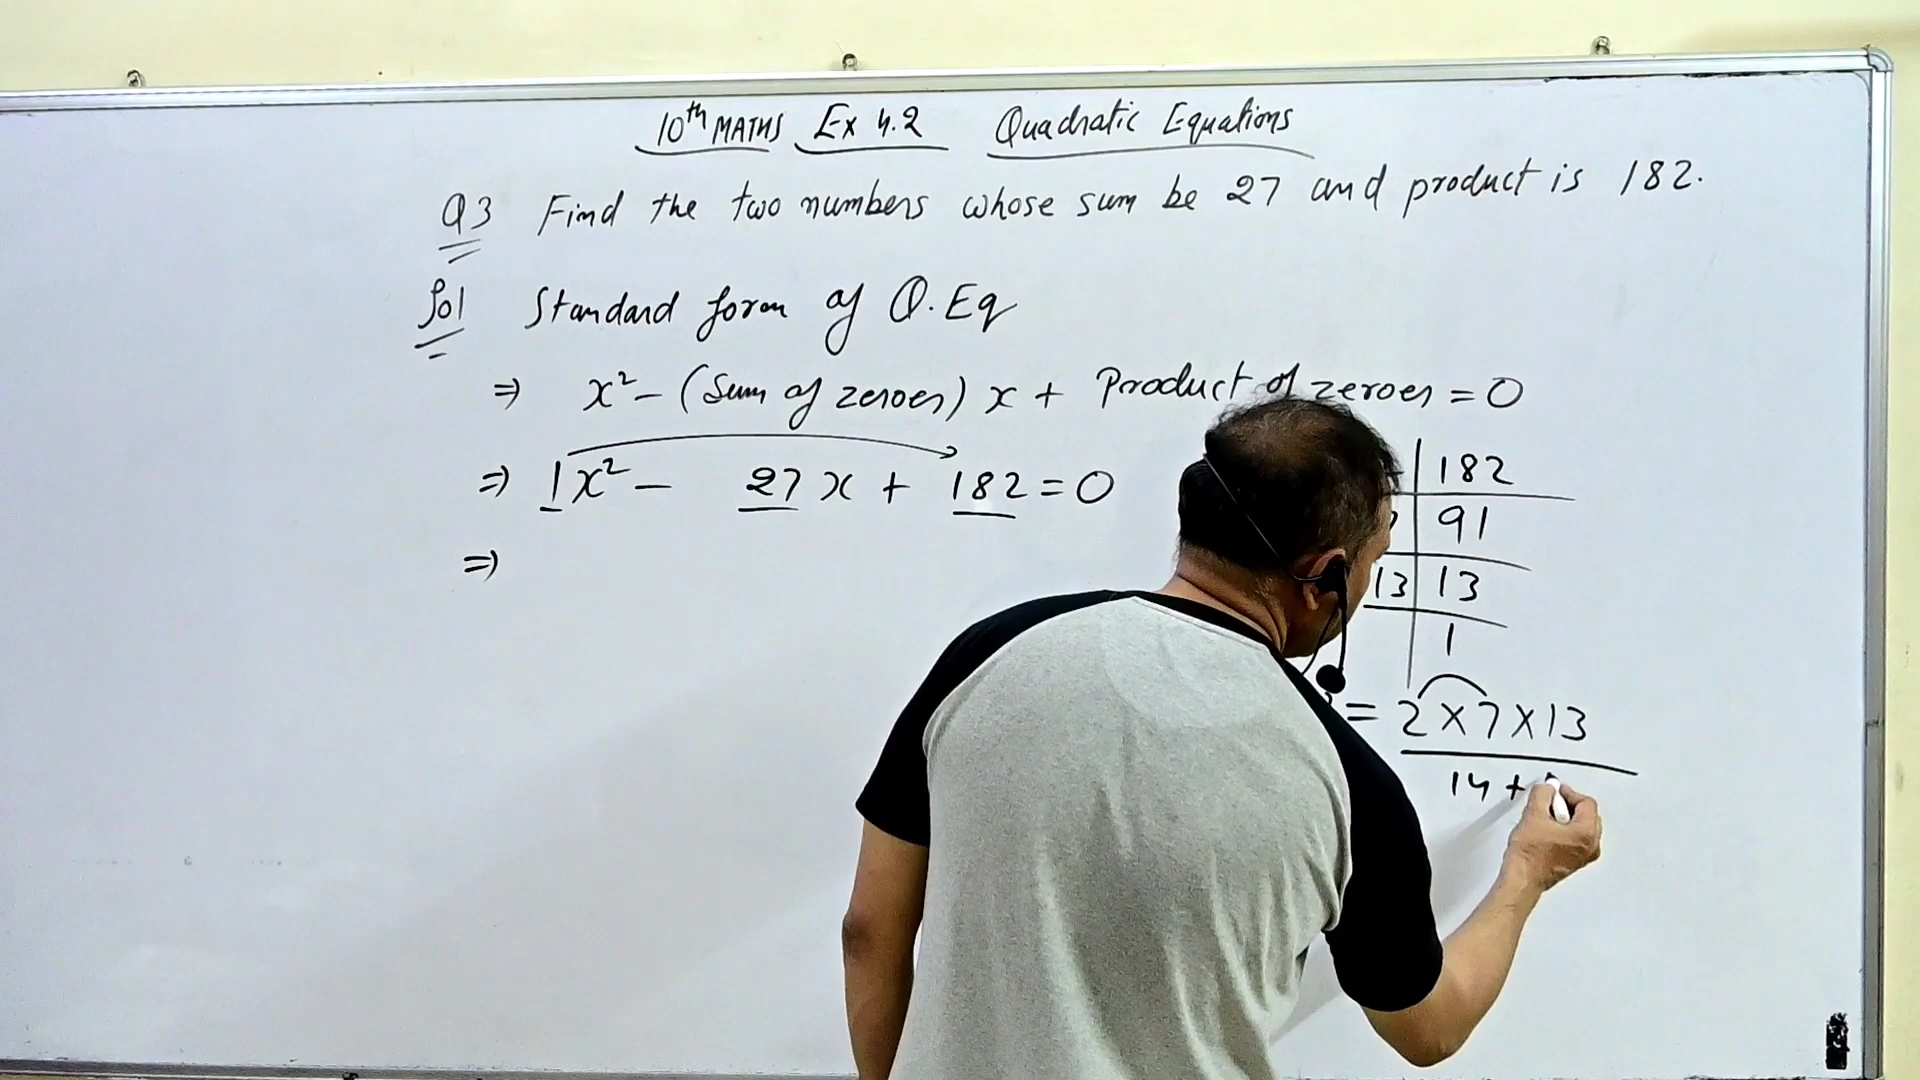 10th MATHS Ex 4.2 Quadratic Equations
Q3 Find the two numbers whose sum be 27 and product is 182.
Sol Standard form of Q.Eq
⇒ x² - (Sum of zeroes) x + Product of zeroes = 0
⇒ 1x² - 27x + 182 = 0
⇒
182
91
13 | 13
1
= 2×7×13
14 +